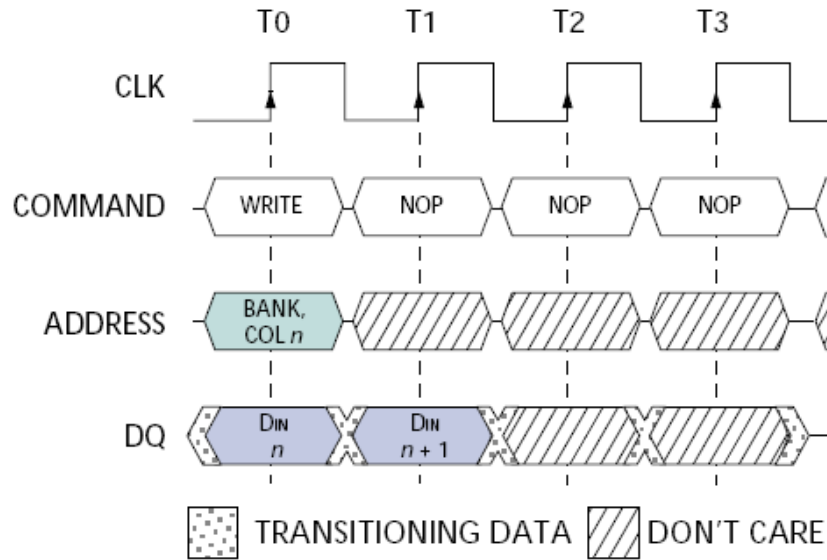 T0 T1 T2 T3
CLK
COMMAND WRITE NOP NOP NOP
ADDRESS BANK,
COL n
DQ DIN
n
DIN
n + 1
TRANSITIONING DATA DON'T CARE